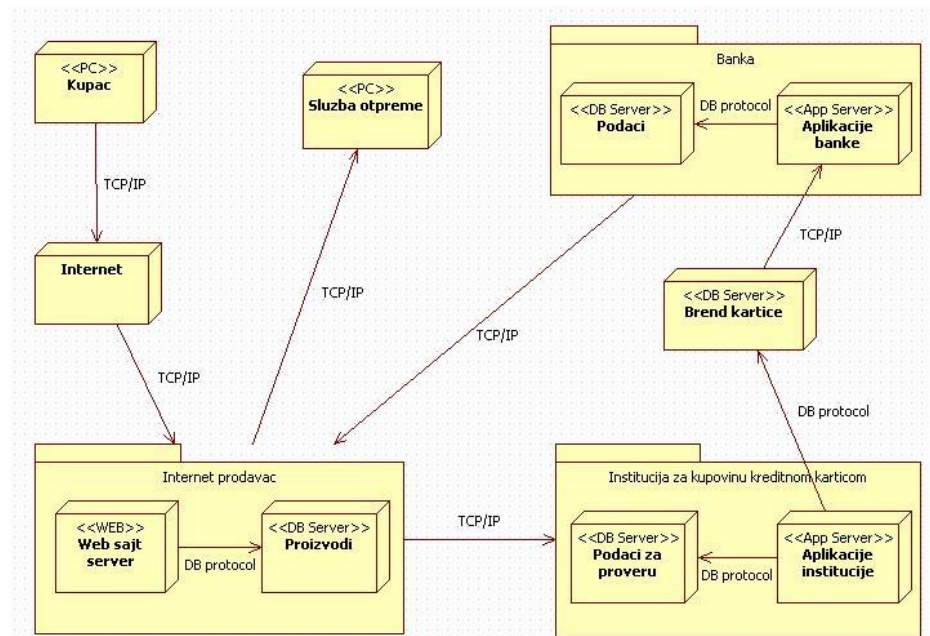 <<PC>>
Kupac
<<PC>>
Sluzba otpreme
Banka
<<DB Server>>
Podaci
DB protocol
<<App Server>>
Aplikacije
banke
TCP/IP
Internet
TCP/IP
TCP/IP
<<DB Server>>
Brend kartice
TCP/IP
TCP/IP
DB protocol
Internet prodavac
<<WEB>>
Web sajt
server
DB protocol
<<DB Server>>
Proizvodi
TCP/IP
Institucija za kupovinu kreditnom karticom
<<DB Server>>
Podaci za
proveru
DB protocol
<<App Server>>
Aplikacije
institucije